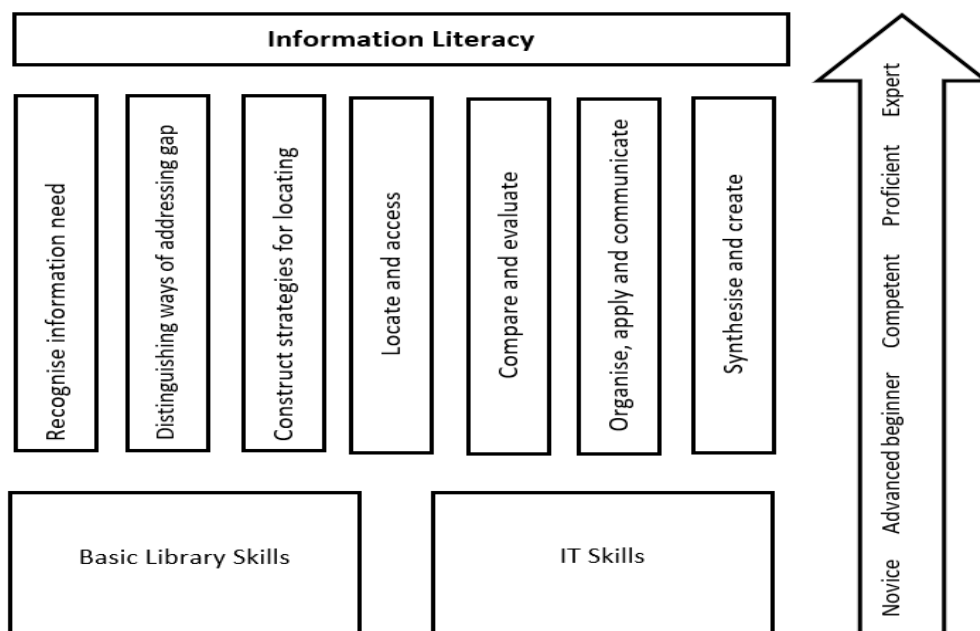 Information Literacy
Recognise information need
Distinguishing ways of addressing gap
Construct strategies for locating
Locate and access
Compare and evaluate
Organise, apply and communicate
Synthesise and create
Basic Library Skills
IT Skills
Novice Advanced beginner Competent Proficient Expert